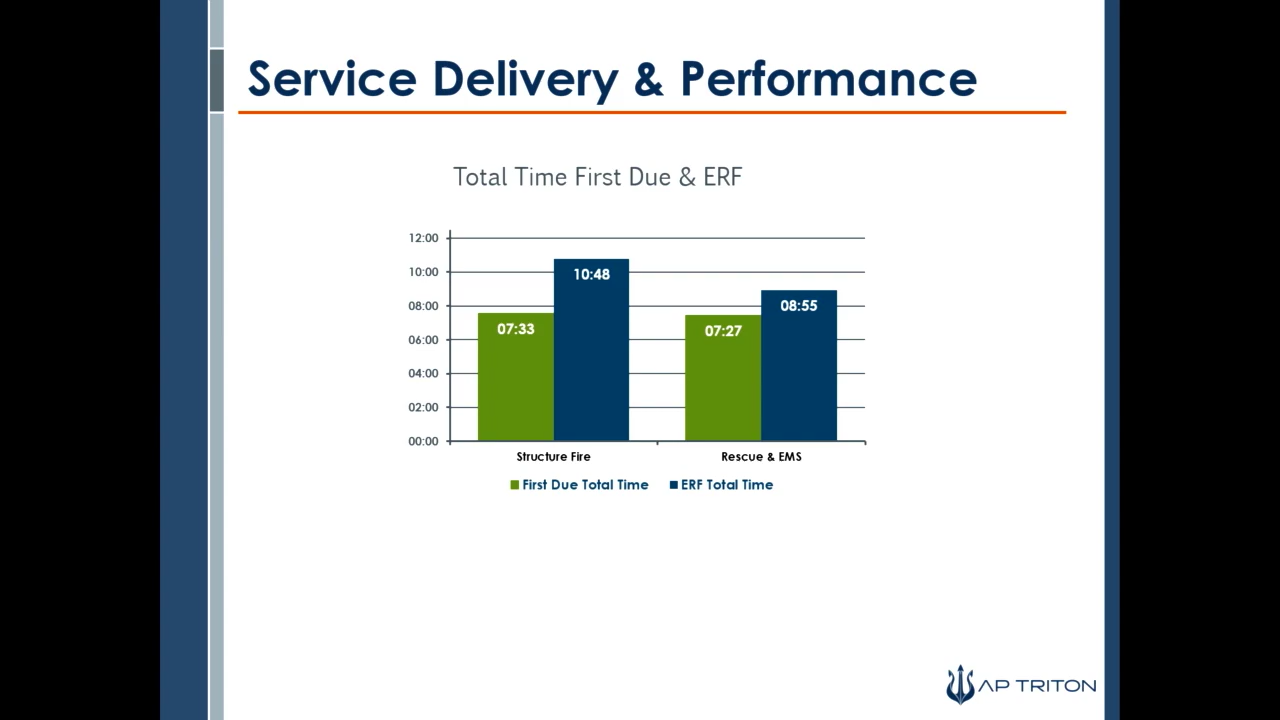 Service Delivery & Performance
Total Time First Due & ERF
12:00
10:00
08:00
06:00
04:00
02:00
00:00
07:33
10:48
07:27
08:55
Structure Fire
Rescue & EMS
First Due Total Time
ERF Total Time
AP TRITON